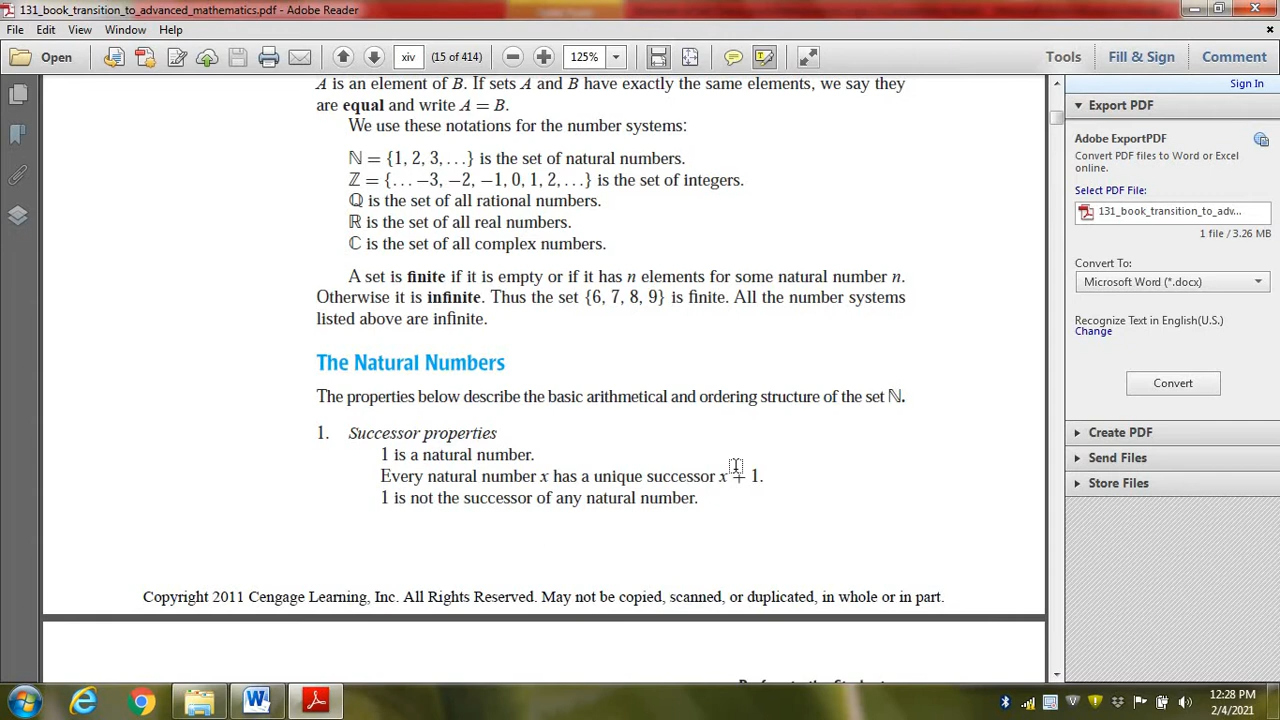 131_book_transition_to_advanced_mathematics.pdf - Adobe Reader
File Edit View Window Help
Open xiv (15 of 414) 125% Tools Fill & Sign Comment
A is an element of B. If sets A and B have exactly the same elements, we say they
are equal and write A = B.
We use these notations for the number systems:
ℕ = {1, 2, 3, . . .} is the set of natural numbers.
ℤ = {. . . −3, −2, −1, 0, 1, 2, . . .} is the set of integers.
ℚ is the set of all rational numbers.
ℝ is the set of all real numbers.
ℂ is the set of all complex numbers.
A set is finite if it is empty or if it has n elements for some natural number n.
Otherwise it is infinite. Thus the set {6, 7, 8, 9} is finite. All the number systems
listed above are infinite.
The Natural Numbers
The properties below describe the basic arithmetical and ordering structure of the set ℕ.
1. Successor properties
1 is a natural number.
Every natural number x has a unique successor x + 1.
1 is not the successor of any natural number.
Copyright 2011 Cengage Learning, Inc. All Rights Reserved. May not be copied, scanned, or duplicated, in whole or in part.
Sign In
Export PDF
Adobe ExportPDF
Convert PDF files to Word or Excel
online.
Select PDF File:
131_book_transition_to_adv...
1 file / 3.26 MB
Convert To:
Microsoft Word (*.docx)
Recognize Text in English(U.S.)
Change
Convert
Create PDF
Send Files
Store Files
12:28 PM
2/4/2021